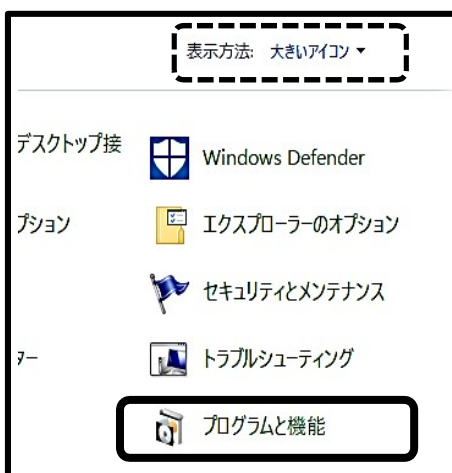 表示方法: 大きいアイコン ▼
デスクトップ接
Windows Defender
プション
エクスプローラーのオプション
セキュリティとメンテナンス
ター
トラブルシューティング
プログラムと機能